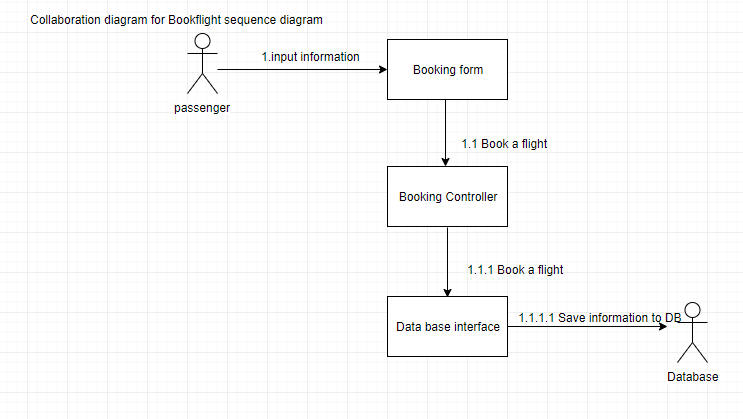 Collaboration diagram for Bookflight sequence diagram
1.input information
Booking form
passenger
1.1 Book a flight
Booking Controller
1.1.1 Book a flight
1.1.1.1 Save information to DB
Data base interface
Database